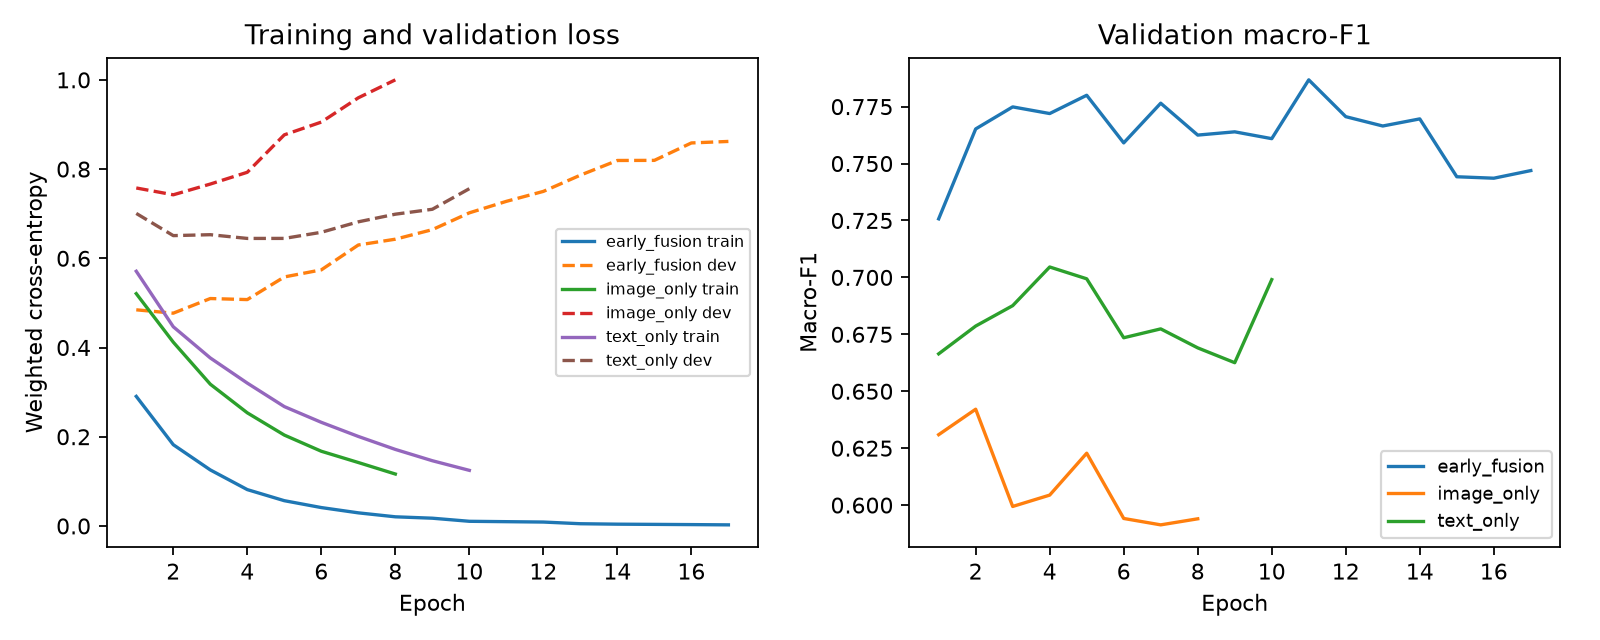 Training and validation loss
Weighted cross-entropy
1.0
0.8
0.6
0.4
0.2
0.0
2 4 6 8 10 12 14 16
Epoch
early_fusion train
early_fusion dev
image_only train
image_only dev
text_only train
text_only dev
Validation macro-F1
Macro-F1
0.775
0.750
0.725
0.700
0.675
0.650
0.625
0.600
2 4 6 8 10 12 14 16
Epoch
early_fusion
image_only
text_only